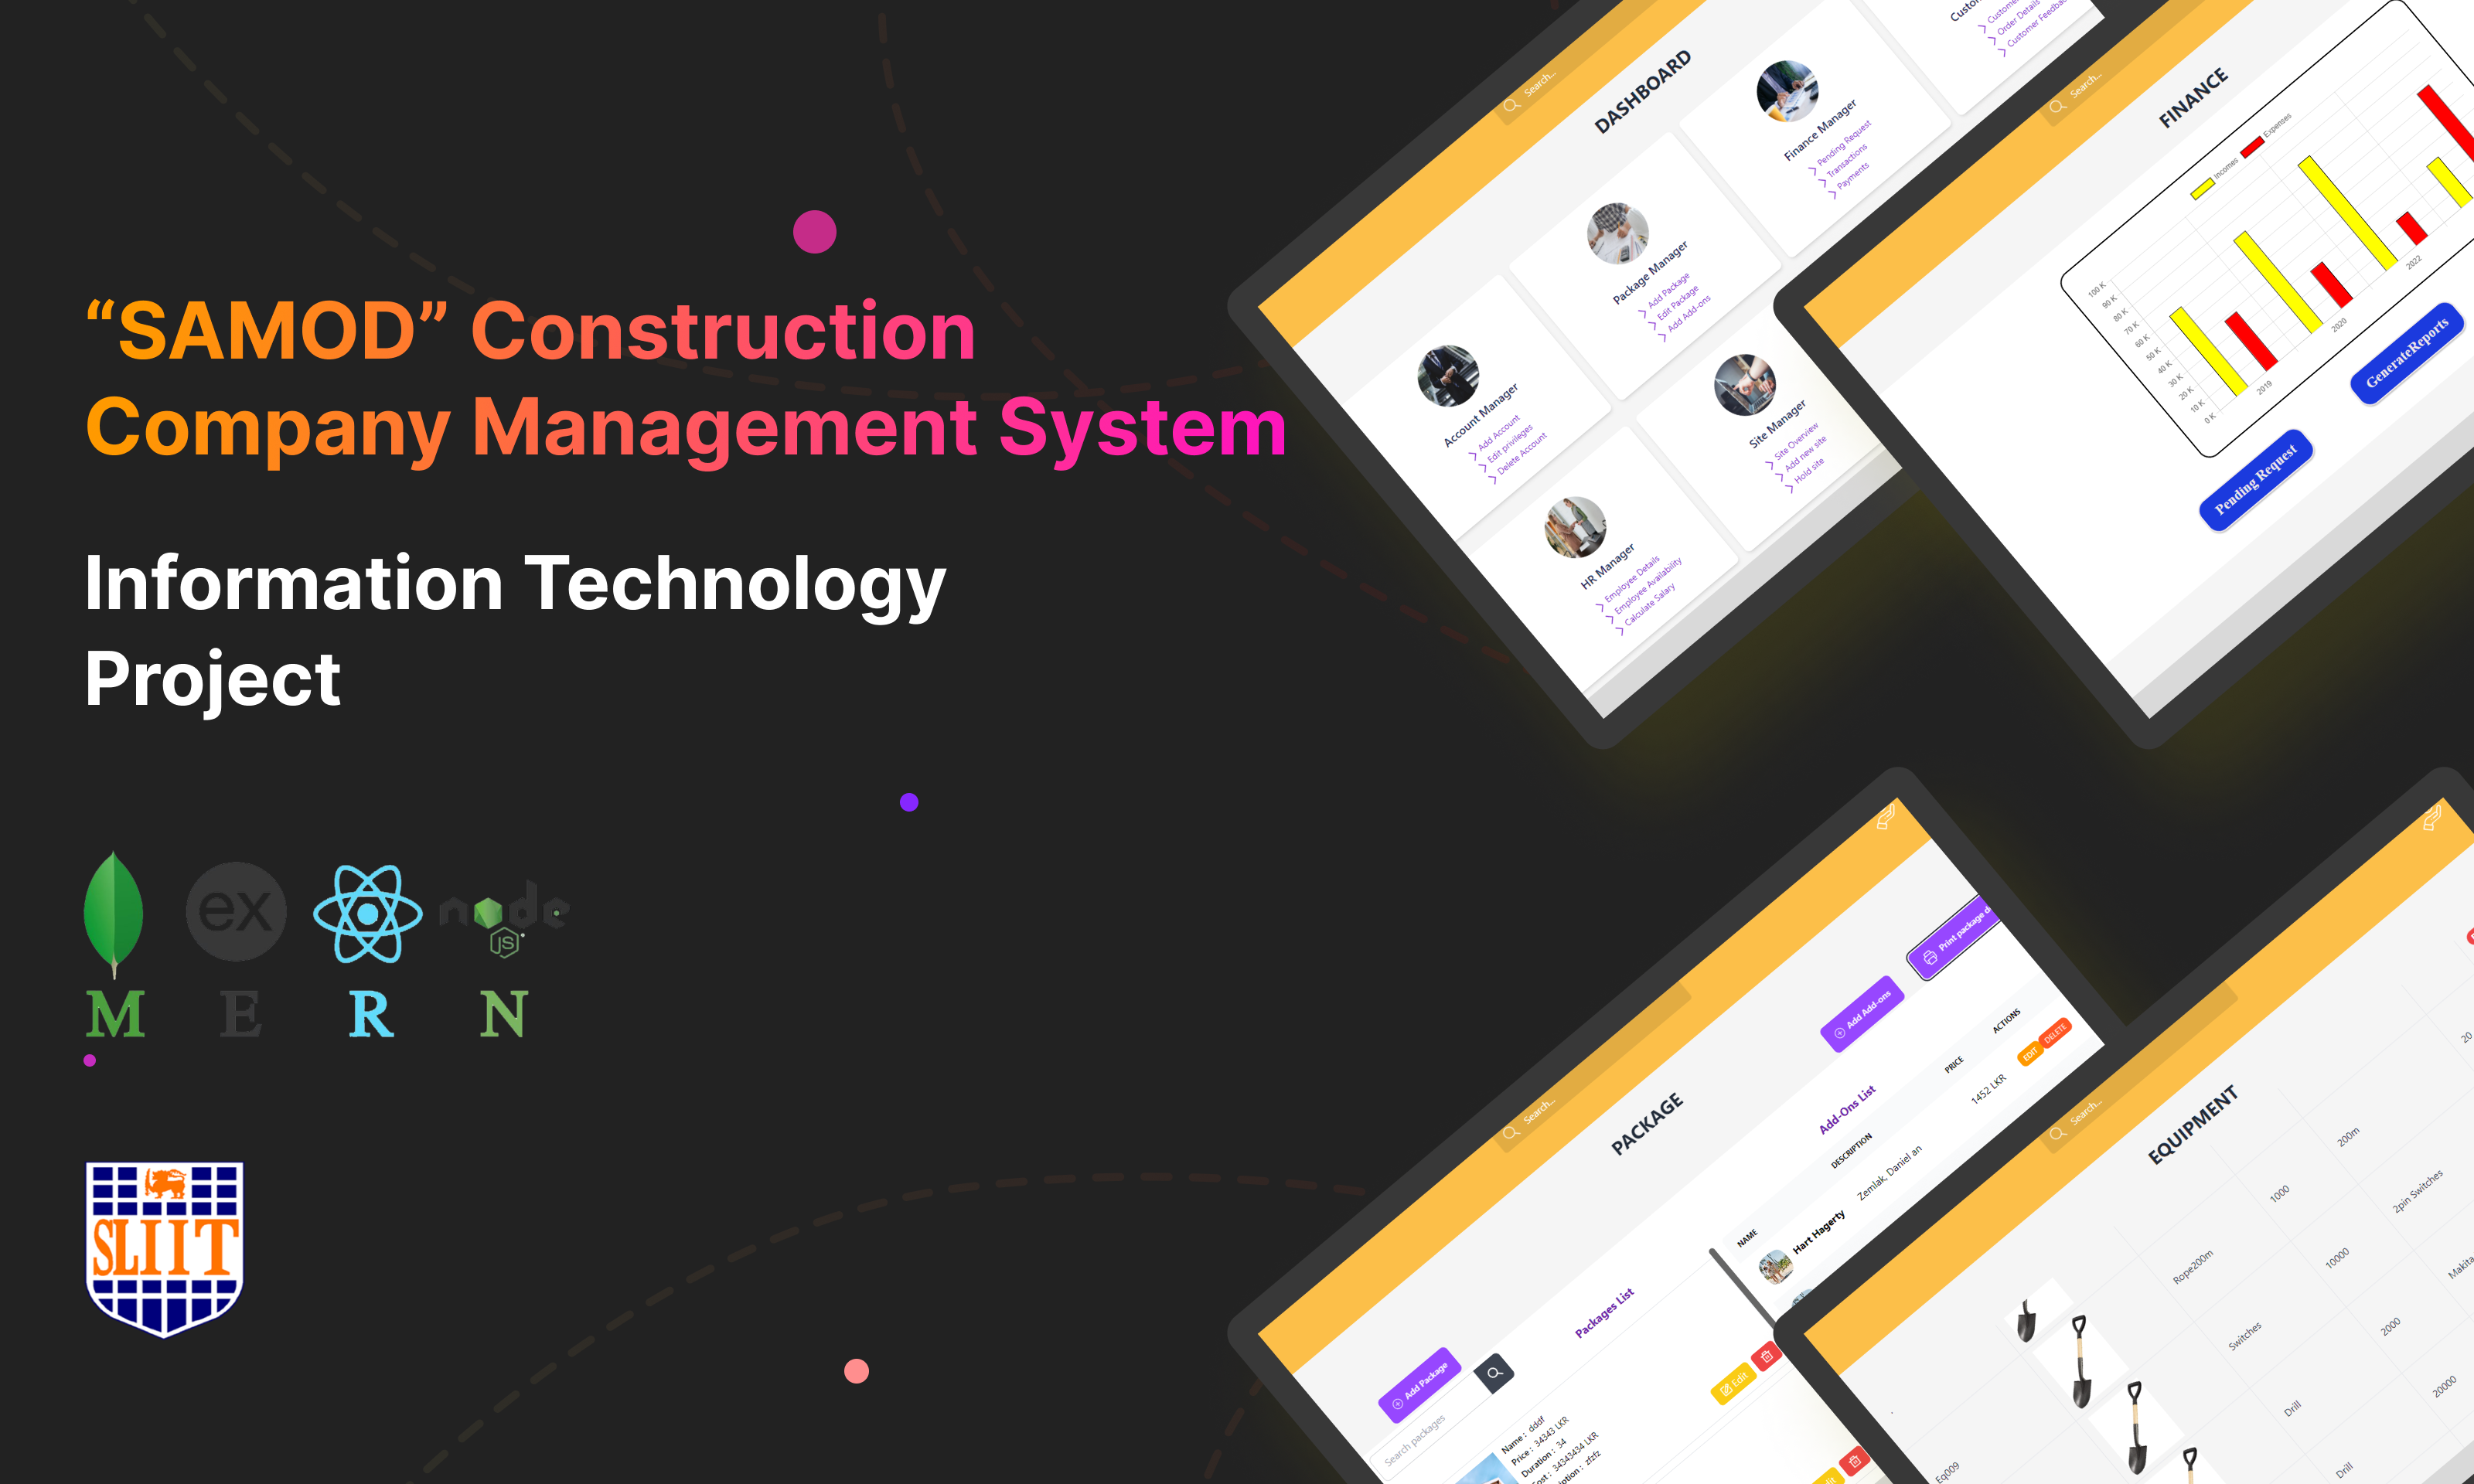 “SAMOD” Construction
Company Management System
Information Technology
Project
ex
node
JS
M E R N
SLIIT
Search...
DASHBOARD
Account Manager
Add Account
Edit privileges
Delete Account
Package Manager
Add Package
Edit Package
Add Add-ons
Finance Manager
Pending Request
Transactions
Payments
Order Details
HR Manager
Employee Details
Employee Availability
Calculate Salary
Site Manager
Site Overview
Add new site
Hold site
Search...
FINANCE
Incomes
Expenses
100 K
90 K
80 K
70 K
60 K
50 K
40 K
30 K
20 K
10 K
0 K
2019
2020
2022
Pending Request
GenerateReports
Search...
PACKAGE
Add Add-ons
Print package
Add-Ons List
NAME
DESCRIPTION
PRICE
ACTIONS
Hart Hagerty
Zemlak, Daniel an
1452 LKR
EDIT
DELETE
Packages List
Add Package
Search packages
Edit
Name : dddf
Price : 34343 LKR
Duration : 34
34343434 LKR
zfzfz
Search...
EQUIPMENT
Rope200m
1000
200m
20
Switches
10000
2pin Switches
Drill
2000
Makita
Drill
20000
Eq009